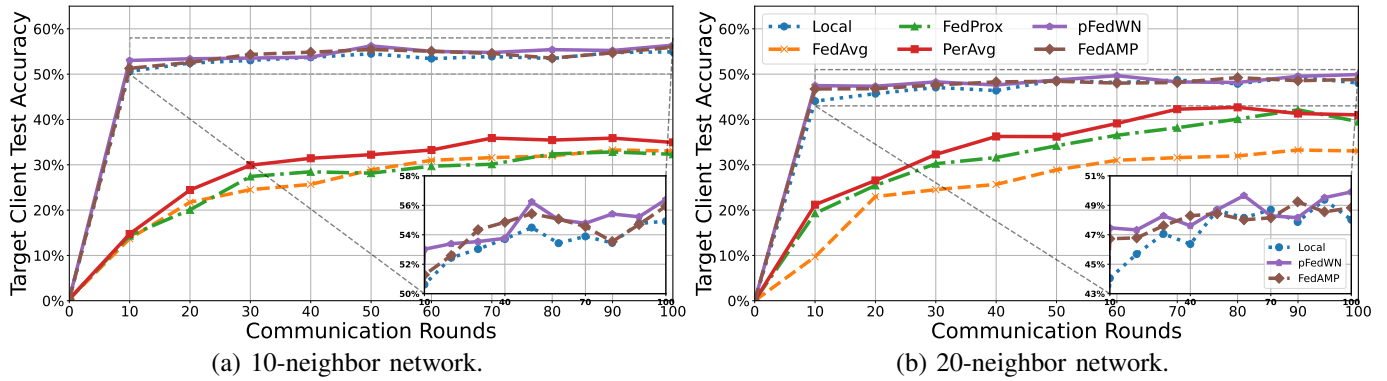 Target Client Test Accuracy
60%
50%
40%
30%
20%
10%
0%
58%
56%
54%
52%
50%
10 40 70 100
0 10 20 30 40 50 60 70 80 90 100
Communication Rounds
(a) 10-neighbor network.
Target Client Test Accuracy
Local FedProx pFedWN
FedAvg PerAvg FedAMP
60%
50%
40%
30%
20%
10%
0%
51%
49%
47%
45%
43%
Local
pFedWN
FedAMP
10 40 70 100
0 10 20 30 40 50 60 70 80 90 100
Communication Rounds
(b) 20-neighbor network.